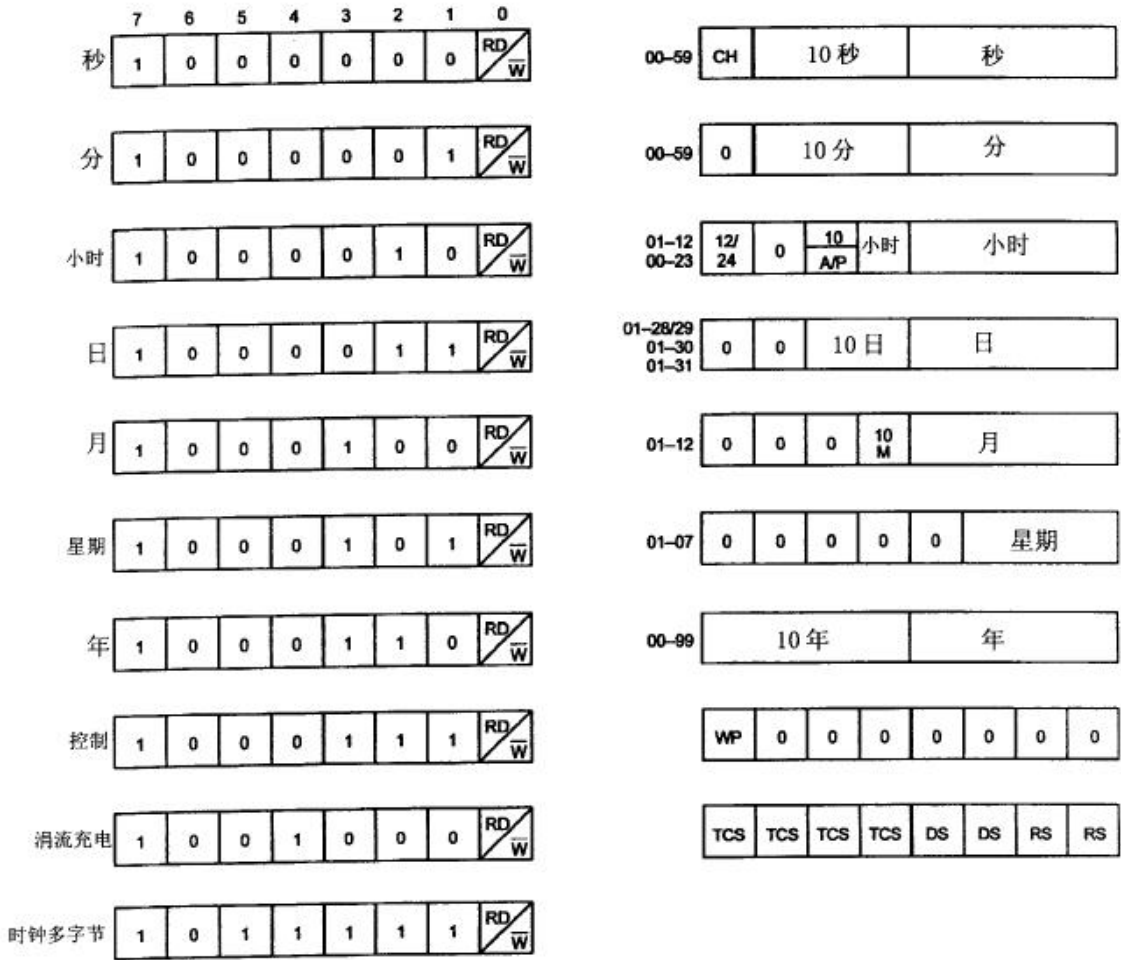 7 6 5 4 3 2 1 0
秒 1 0 0 0 0 0 0 RD/W̅ 00–59 CH 10 秒 秒
分 1 0 0 0 0 0 1 RD/W̅ 00–59 0 10 分 分
小时 1 0 0 0 0 1 0 RD/W̅ 01–12 00–23 12/24 0 10 A/P 小时 小时
日 1 0 0 0 0 1 1 RD/W̅ 01–28/29 01–30 01–31 0 0 10 日 日
月 1 0 0 0 1 0 0 RD/W̅ 01–12 0 0 0 10 M 月
星期 1 0 0 0 1 0 1 RD/W̅ 01–07 0 0 0 0 0 星期
年 1 0 0 0 1 1 0 RD/W̅ 00–99 10 年 年
控制 1 0 0 0 1 1 1 RD/W̅ WP 0 0 0 0 0 0 0
涓流充电 1 0 0 1 0 0 0 RD/W̅ TCS TCS TCS TCS DS DS RS RS
时钟多字节 1 0 1 1 1 1 1 RD/W̅